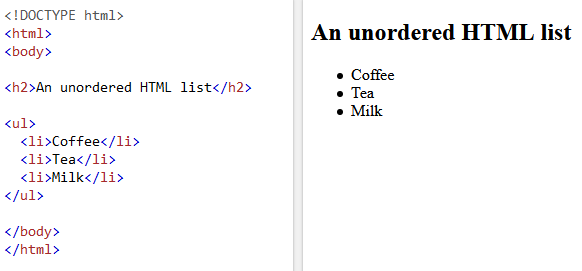 <!DOCTYPE html>
<html>
<body>
<h2>An unordered HTML list</h2>
<ul>
<li>Coffee</li>
<li>Tea</li>
<li>Milk</li>
</ul>
</body>
</html>
An unordered HTML list
• Coffee
• Tea
• Milk